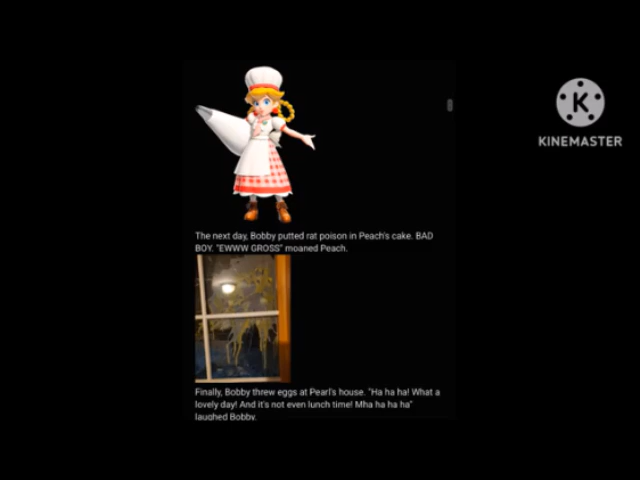 K
KINEMASTER
The next day, Bobby putted rat poison in Peach's cake. BAD
BOY. "EWWW GROSS" moaned Peach.
Finally, Bobby threw eggs at Pearl's house. "Ha ha ha! What a
lovely day! And it's not even lunch time! Mha ha ha ha"
laughed Bobby.